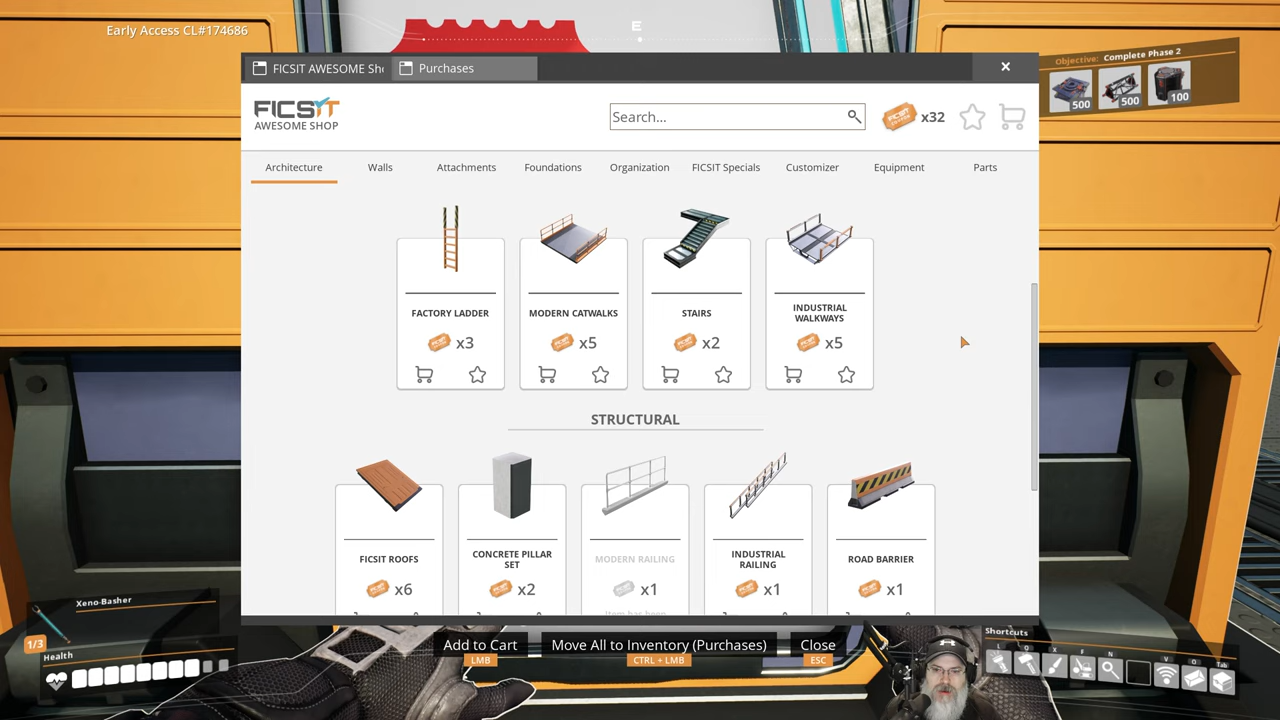 Early Access CL#174686
E
Objective: Complete Phase 2
500
500
100
FICSIT AWESOME Sh
Purchases
FICSIT
AWESOME SHOP
Search...
x32
Architecture
Walls
Attachments
Foundations
Organization
FICSIT Specials
Customizer
Equipment
Parts
FACTORY LADDER
MODERN CATWALKS
STAIRS
INDUSTRIAL
WALKWAYS
x3
x5
x2
x5
STRUCTURAL
FICSIT ROOFS
CONCRETE PILLAR
SET
MODERN RAILING
INDUSTRIAL
RAILING
ROAD BARRIER
x6
x2
x1
x1
x1
Item has been
Xeno-Basher
1/3
Health
Add to Cart
LMB
Move All to Inventory (Purchases)
CTRL + LMB
Close
ESC
Shortcuts
L
Q
X
F
N
V
O
Tab